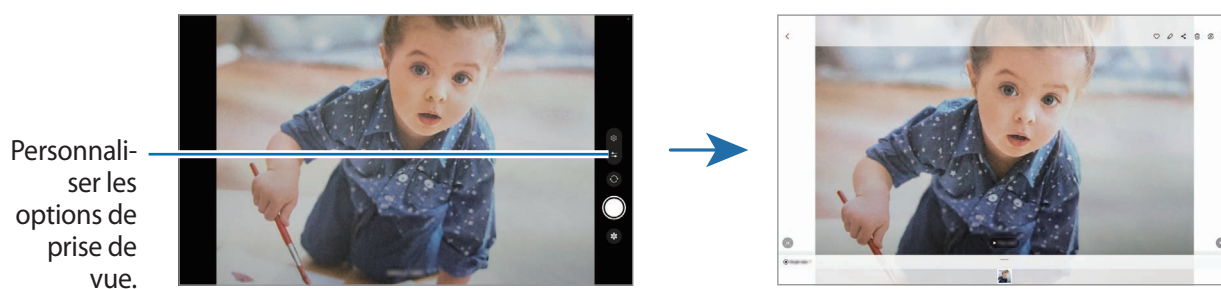 Personnali-
ser les
options de
prise de
vue.